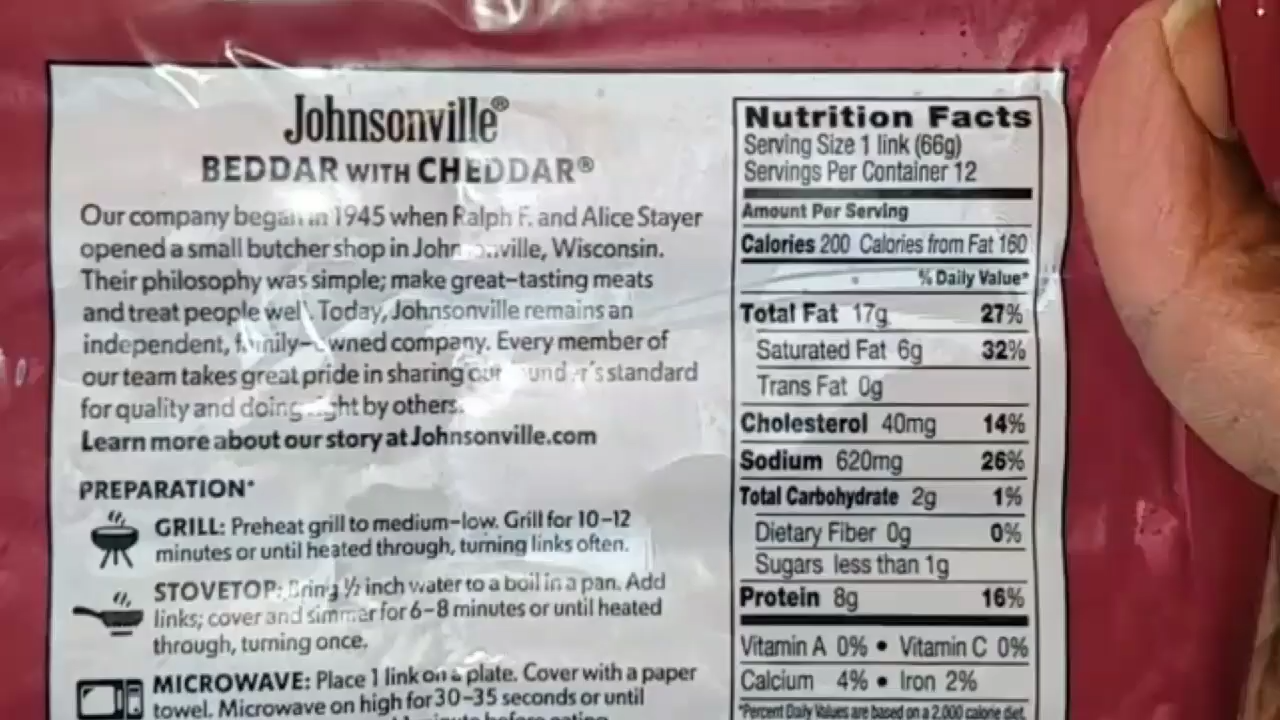 Johnsonville®
BEDDAR WITH CHEDDAR®
Our company began in 1945 when Ralph F. and Alice Stayer
opened a small butcher shop in Johnsonville, Wisconsin.
Their philosophy was simple; make great-tasting meats
and treat people well. Today, Johnsonville remains an
independent, family-owned company. Every member of
our team takes great pride in sharing our founder's standard
for quality and doing right by others.
Learn more about our story at Johnsonville.com
PREPARATION*
GRILL: Preheat grill to medium-low. Grill for 10-12
minutes or until heated through, turning links often.
STOVETOP: Bring ½ inch water to a boil in a pan. Add
links; cover and simmer for 6-8 minutes or until heated
through, turning once.
MICROWAVE: Place 1 link on a plate. Cover with a paper
towel. Microwave on high for 30-35 seconds or until
minute before eating
Nutrition Facts
Serving Size 1 link (66g)
Servings Per Container 12
Amount Per Serving
Calories 200 Calories from Fat 160
% Daily Value*
Total Fat 17g 27%
Saturated Fat 6g 32%
Trans Fat 0g
Cholesterol 40mg 14%
Sodium 620mg 26%
Total Carbohydrate 2g 1%
Dietary Fiber 0g 0%
Sugars less than 1g
Protein 8g 16%
Vitamin A 0% • Vitamin C 0%
Calcium 4% • Iron 2%
*Percent Daily Values are based on a 2,000 calorie diet.